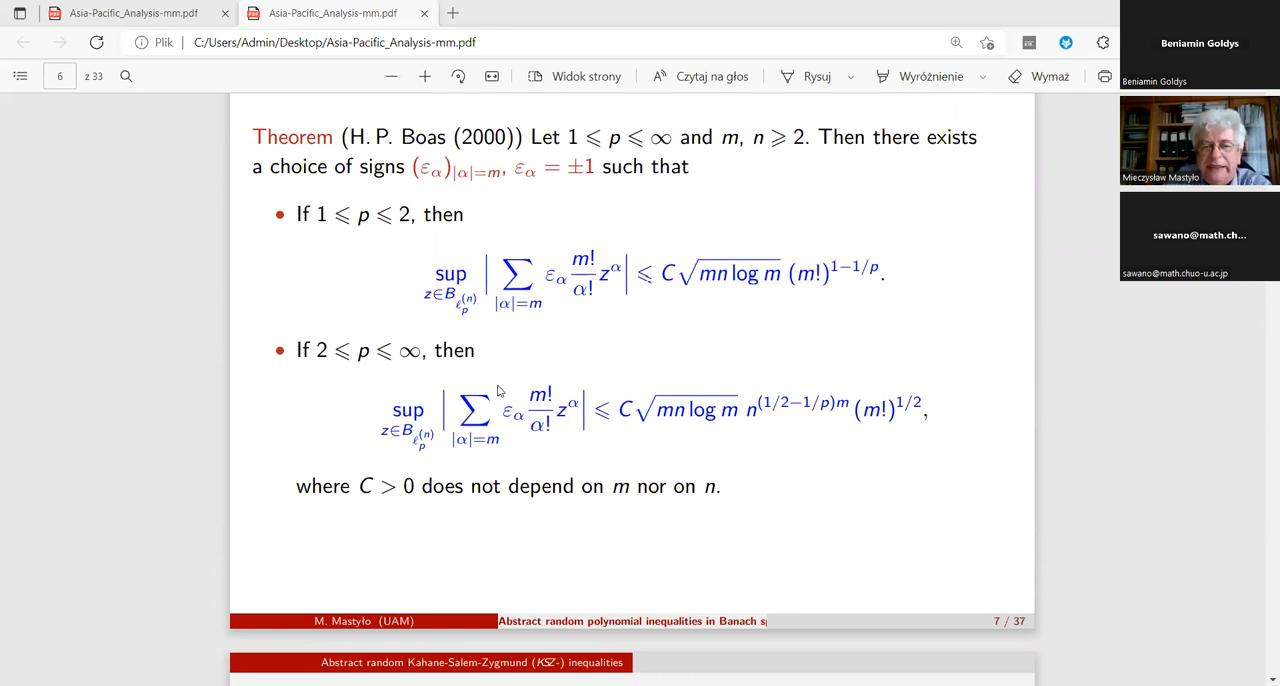 Asia-Pacific_Analysis-mm.pdf
Asia-Pacific_Analysis-mm.pdf
Plik C:/Users/Admin/Desktop/Asia-Pacific_Analysis-mm.pdf
6 z 33 Widok strony Czytaj na głos Rysuj Wyróżnienie Wymaż
Theorem (H. P. Boas (2000)) Let 1 ⩽ p ⩽ ∞ and m, n ⩾ 2. Then there exists
a choice of signs (ε_α)_{|α|=m}, ε_α = ±1 such that
• If 1 ⩽ p ⩽ 2, then
sup_{z∈B_{ℓ_p^{(n)}}} | ∑_{|α|=m} ε_α m!/α! z^α | ⩽ C√(mn log m) (m!)^{1−1/p}.
• If 2 ⩽ p ⩽ ∞, then
sup_{z∈B_{ℓ_p^{(n)}}} | ∑_{|α|=m} ε_α m!/α! z^α | ⩽ C√(mn log m) n^{(1/2−1/p)m} (m!)^{1/2},
where C > 0 does not depend on m nor on n.
M. Mastyło (UAM) Abstract random polynomial inequalities in Banach sp 7 / 37
Abstract random Kahane-Salem-Zygmund (KSZ-) inequalities
Beniamin Goldys
Beniamin Goldys
Mieczysław Mastyło
sawano@math.ch...
sawano@math.chuo-u.ac.jp